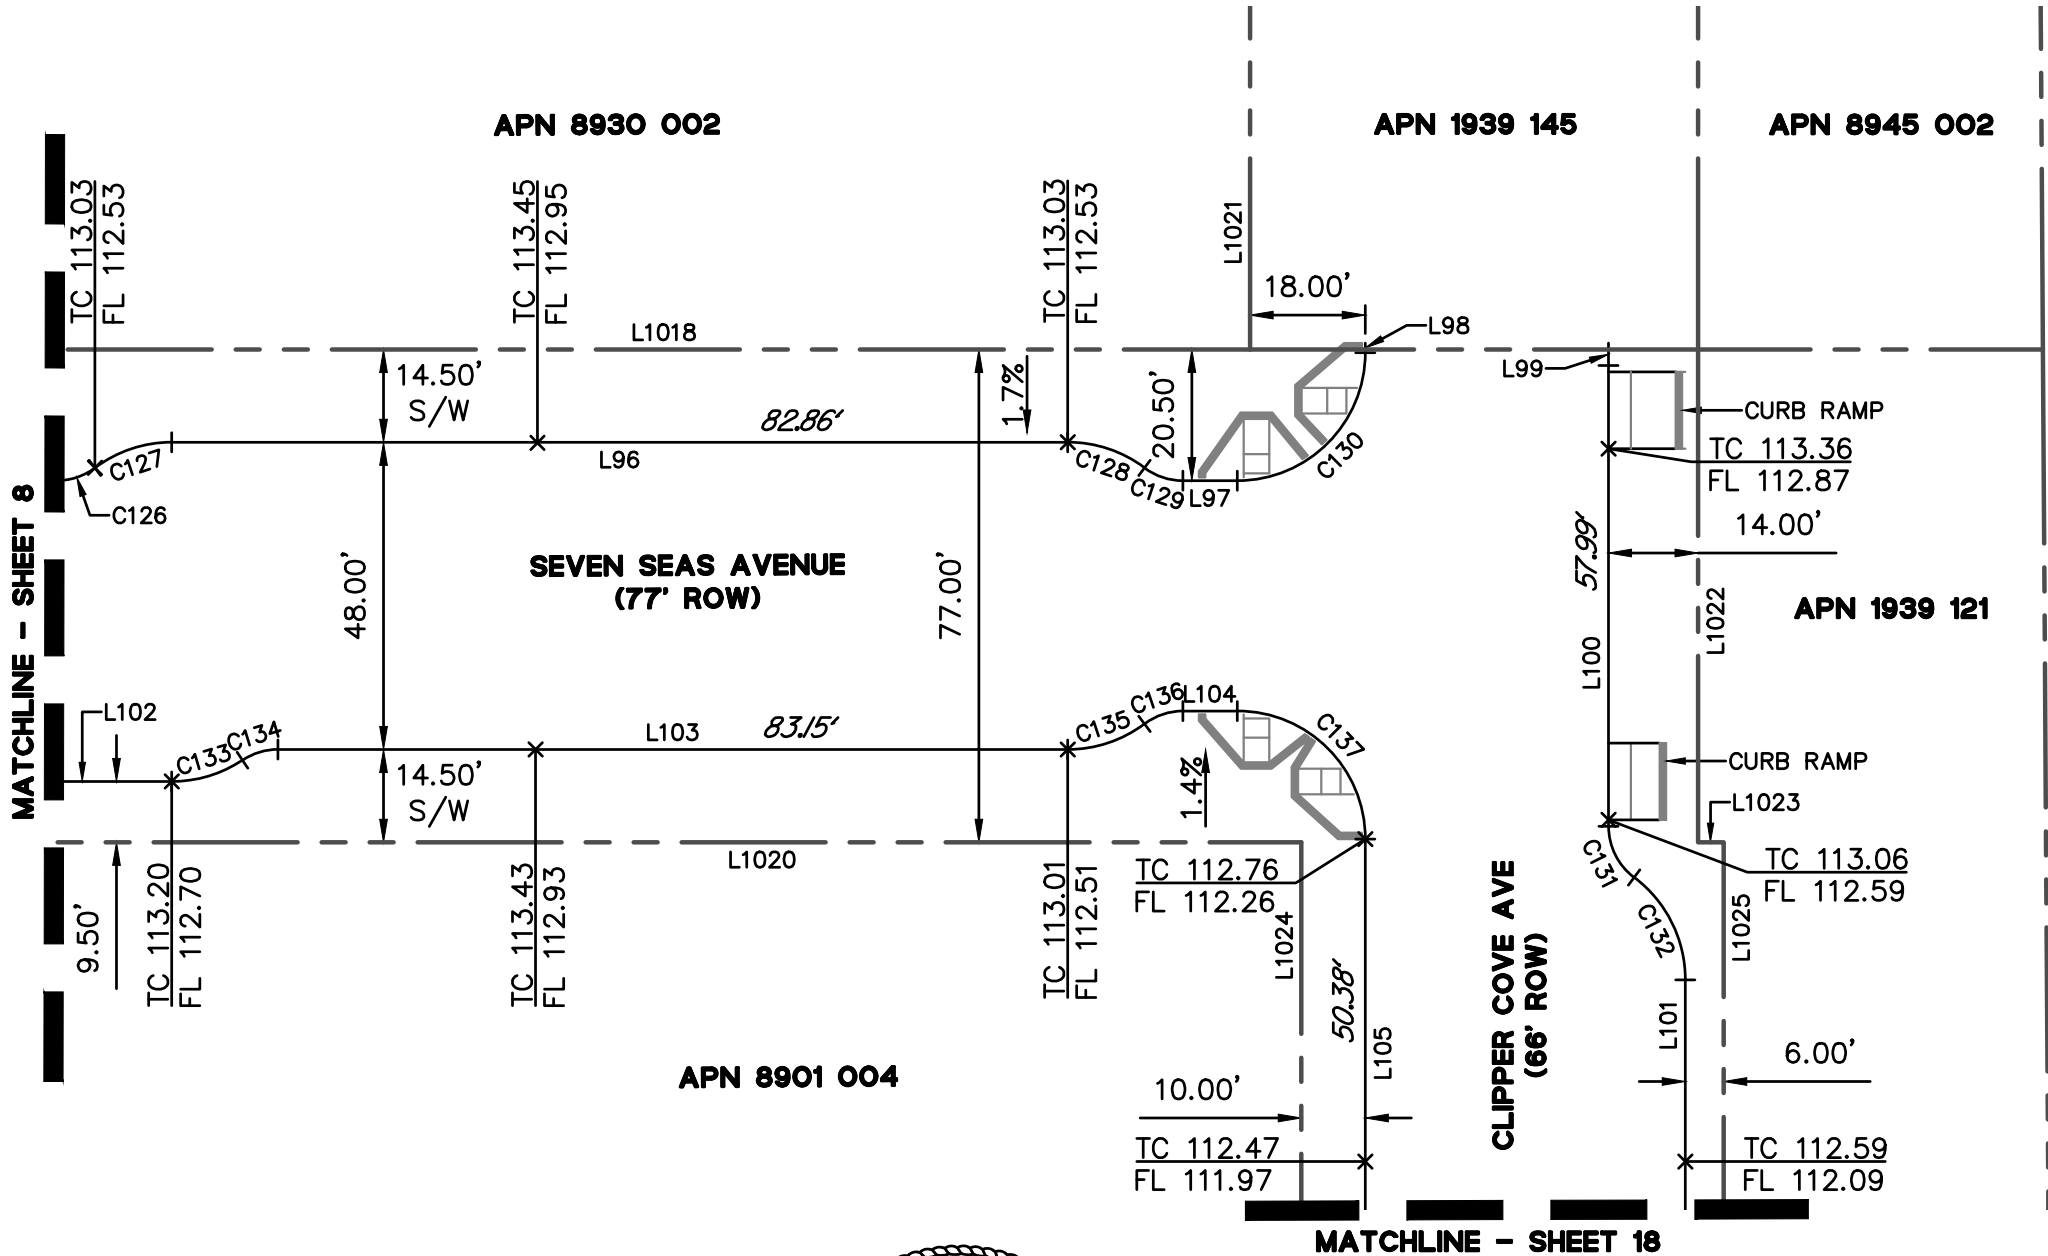 APN 8930 002
APN 1939 145
APN 8945 002
TC 113.03
FL 112.53
TC 113.45
FL 112.95
TC 113.03
FL 112.53
L1021
18.00'
L98
L1018
14.50'
S/W
1.7%
20.50'
L99
CURB RAMP
82.86'
L96
C127
C126
C128
C129
L97
C130
TC 113.36
FL 112.87
14.00'
57.99'
MATCHLINE - SHEET 8
48.00'
SEVEN SEAS AVENUE
(77' ROW)
77.00'
L1022
APN 1939 121
L100
L102
C133
C134
L103
83.15'
C135
C136
L104
C137
14.50'
S/W
1.4%
CURB RAMP
L1023
L1020
9.50'
TC 113.20
FL 112.70
TC 113.43
FL 112.93
TC 113.01
FL 112.51
TC 112.76
FL 112.26
L1024
50.38'
L105
CLIPPER COVE AVE
(66' ROW)
C131
C132
TC 113.06
FL 112.59
L1025
L101
6.00'
APN 8901 004
10.00'
TC 112.47
FL 111.97
TC 112.59
FL 112.09
MATCHLINE - SHEET 18